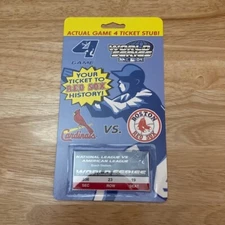 ACTUAL GAME 4 TICKET STUB!
4
GAME
WORLD
SERIES
YOUR
TICKET TO
RED SOX
HISTORY!
Cardinals
VS.
BOSTON
RED SOX
NATIONAL LEAGUE VS
AMERICAN LEAGUE
WORLD SERIES